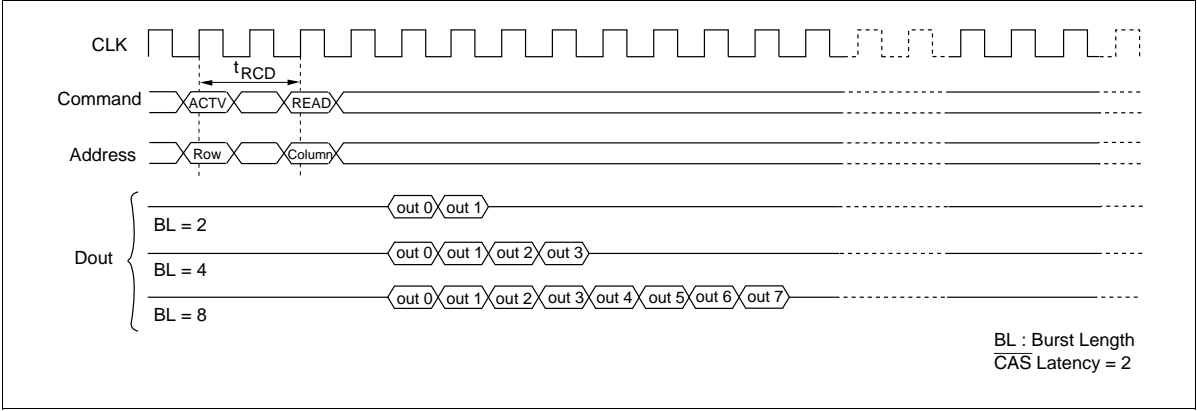 CLK
tRCD
Command ACTV READ
Address Row Column
out 0 out 1
BL = 2
Dout out 0 out 1 out 2 out 3
BL = 4
out 0 out 1 out 2 out 3 out 4 out 5 out 6 out 7
BL = 8
BL : Burst Length
CAS Latency = 2